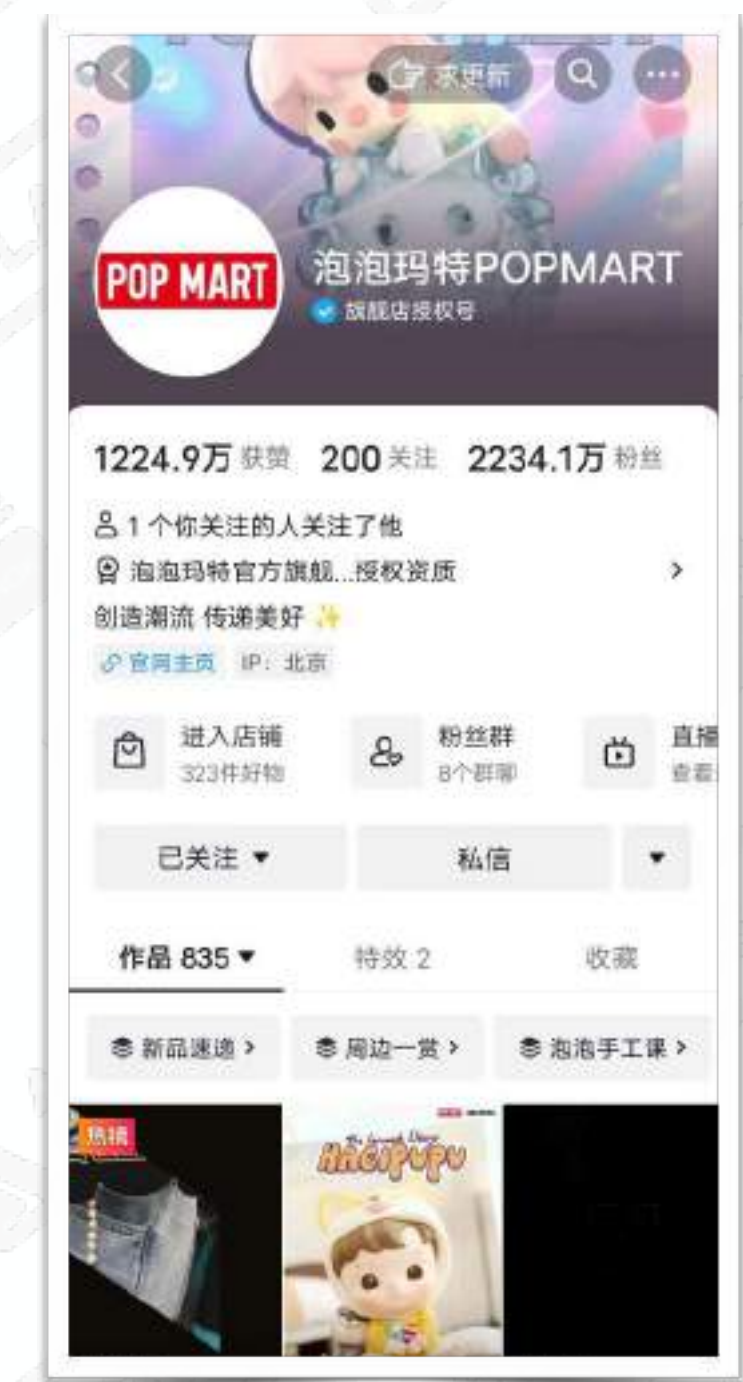 求更新
POP MART
泡泡玛特POPMART
旗舰店授权号
1224.9万 获赞 200 关注 2234.1万 粉丝
1 个你关注的人关注了他
泡泡玛特官方旗舰...授权资质
创造潮流 传递美好
官网主页 IP：北京
进入店铺
323件好物
粉丝群
8个群聊
直播
查看
已关注 私信
作品 835 特效 2 收藏
新品速递 周边一赏 泡泡手工课
热搞
HACIPUPU